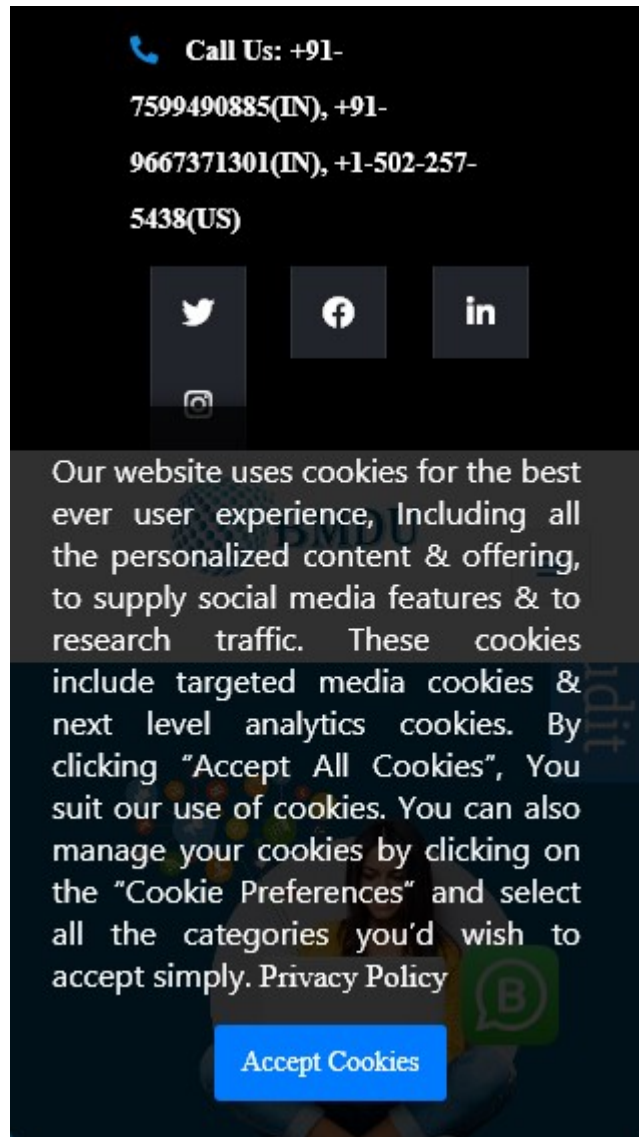 Call Us: +91-
7599490885(IN), +91-
9667371301(IN), +1-502-257-
5438(US)
Our website uses cookies for the best
ever user experience, Including all
BMDU
the personalized content & offering,
to supply social media features & to
research traffic. These cookies
include targeted media cookies &
next level analytics cookies. By
clicking “Accept All Cookies”, You
suit our use of cookies. You can also
manage your cookies by clicking on
the “Cookie Preferences” and select
all the categories you’d wish to
accept simply. Privacy Policy
udit
B
Accept Cookies